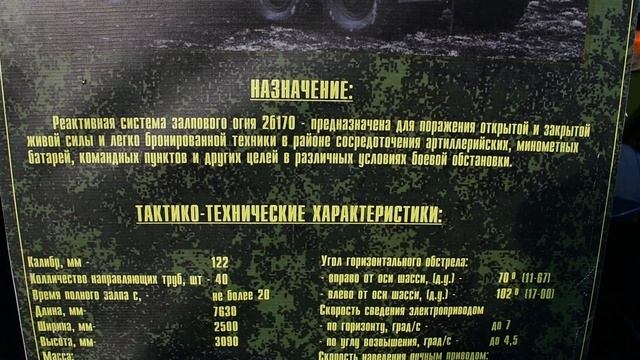 НАЗНАЧЕНИЕ:
Реактивная система залпового огня 2Б17О - предназначена для поражения открытой и закрытой
живой силы и легко бронированной техники в районе сосредоточения артиллерийских, минометных
батарей, командных пунктов и других целей в различных условиях боевой обстановки.
ТАКТИКО-ТЕХНИЧЕСКИЕ ХАРАКТЕРИСТИКИ:
Калибр, мм - 122
Колличество направляющих труб, шт - 40
Время полного залпа с, не более 20
Длина, мм - 7630
Ширина, мм - 2500
Высота, мм - 3090
Масса:
Угол горизонтального обстрела:
- вправо от оси шасси, (д.у.) - 70º (11-67)
- влево от оси шасси, (д.у.) - 102º (17-00)
Скорость сведения электроприводом
- по горизонту, град/с - до 7
- по углу возвышения, град/с - до 4,5
Скорость наведения ручным приводом